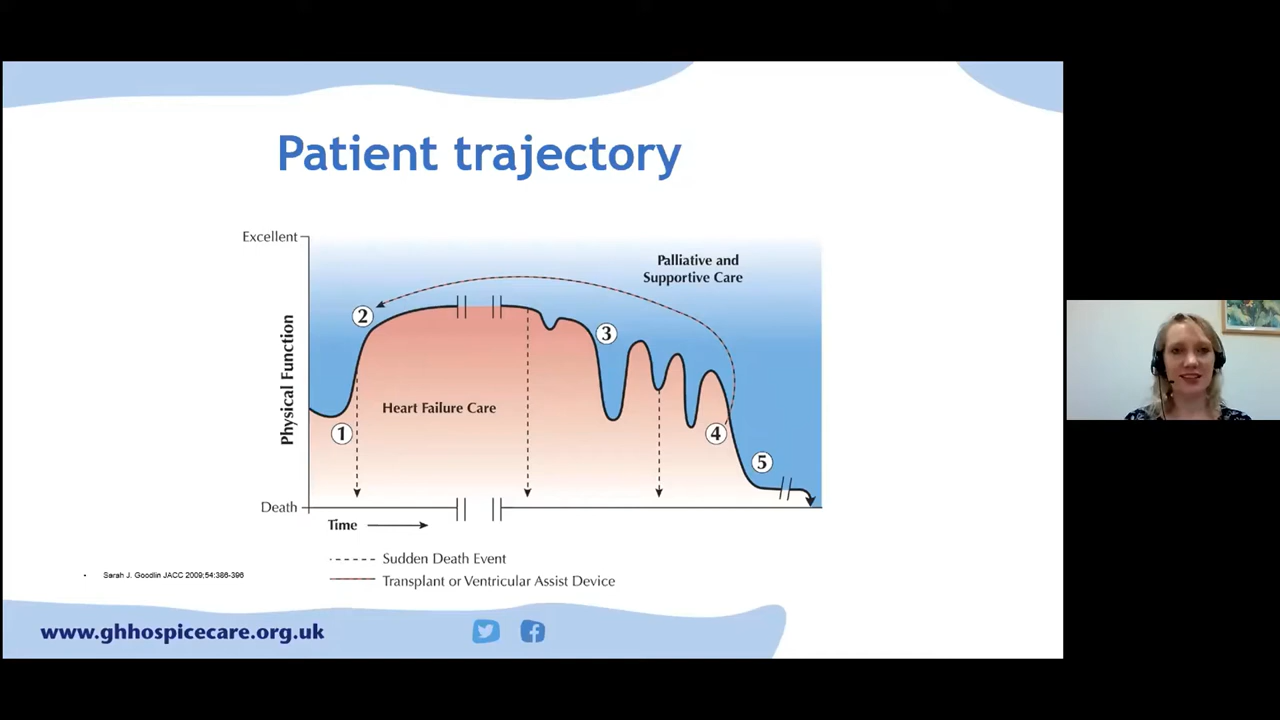 Patient trajectory
Excellent
Palliative and
Supportive Care
2
3
Physical Function
Heart Failure Care
1
4
5
Death
Time
Sudden Death Event
Transplant or Ventricular Assist Device
• Sarah J. Goodlin JACC 2009;54:386-396
www.ghhospicecare.org.uk